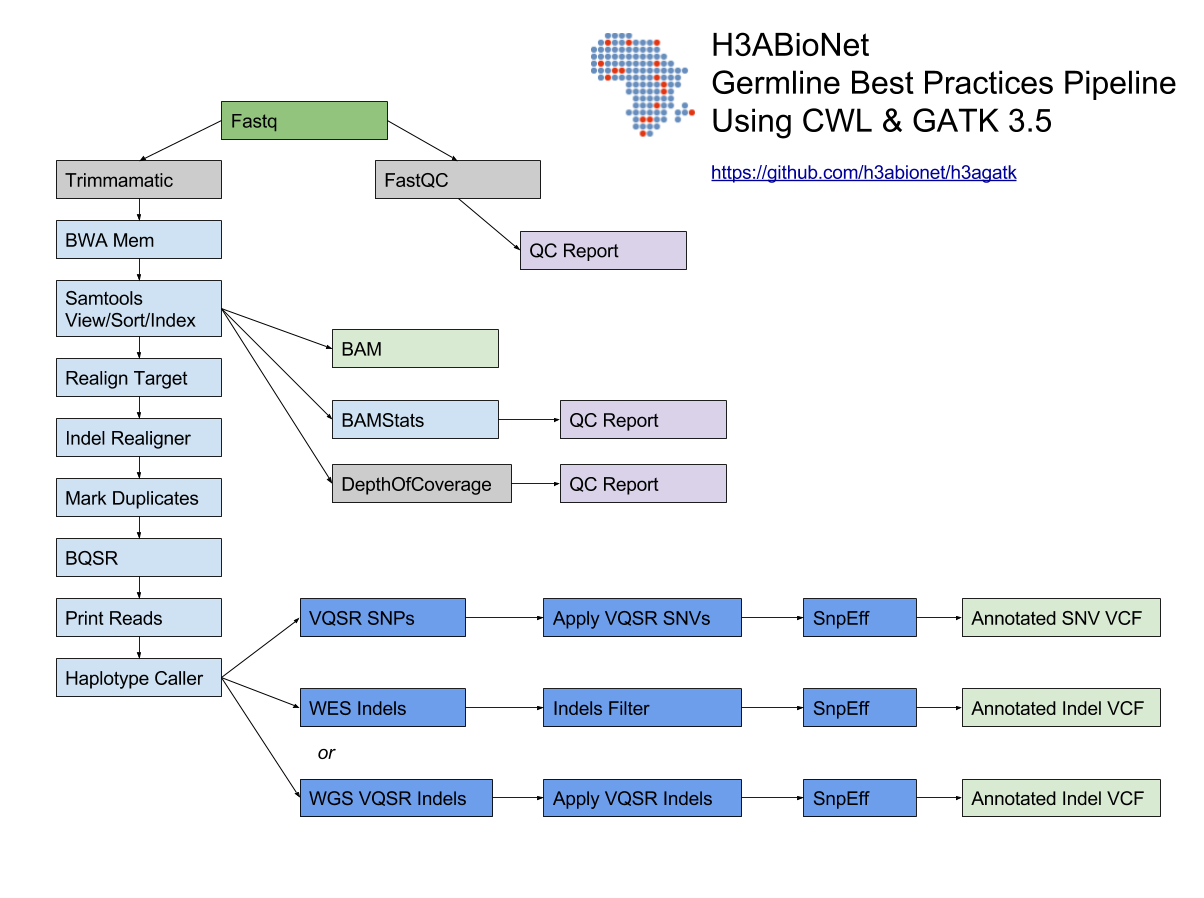 H3ABioNet
Germline Best Practices Pipeline
Using CWL & GATK 3.5
https://github.com/h3abionet/h3agatk
Fastq
Trimmamatic
FastQC
BWA Mem
QC Report
Samtools
View/Sort/Index
BAM
Realign Target
BAMStats
QC Report
Indel Realigner
DepthOfCoverage
QC Report
Mark Duplicates
BQSR
Print Reads
VQSR SNPs
Apply VQSR SNVs
SnpEff
Annotated SNV VCF
Haplotype Caller
WES Indels
Indels Filter
SnpEff
Annotated Indel VCF
or
WGS VQSR Indels
Apply VQSR Indels
SnpEff
Annotated Indel VCF